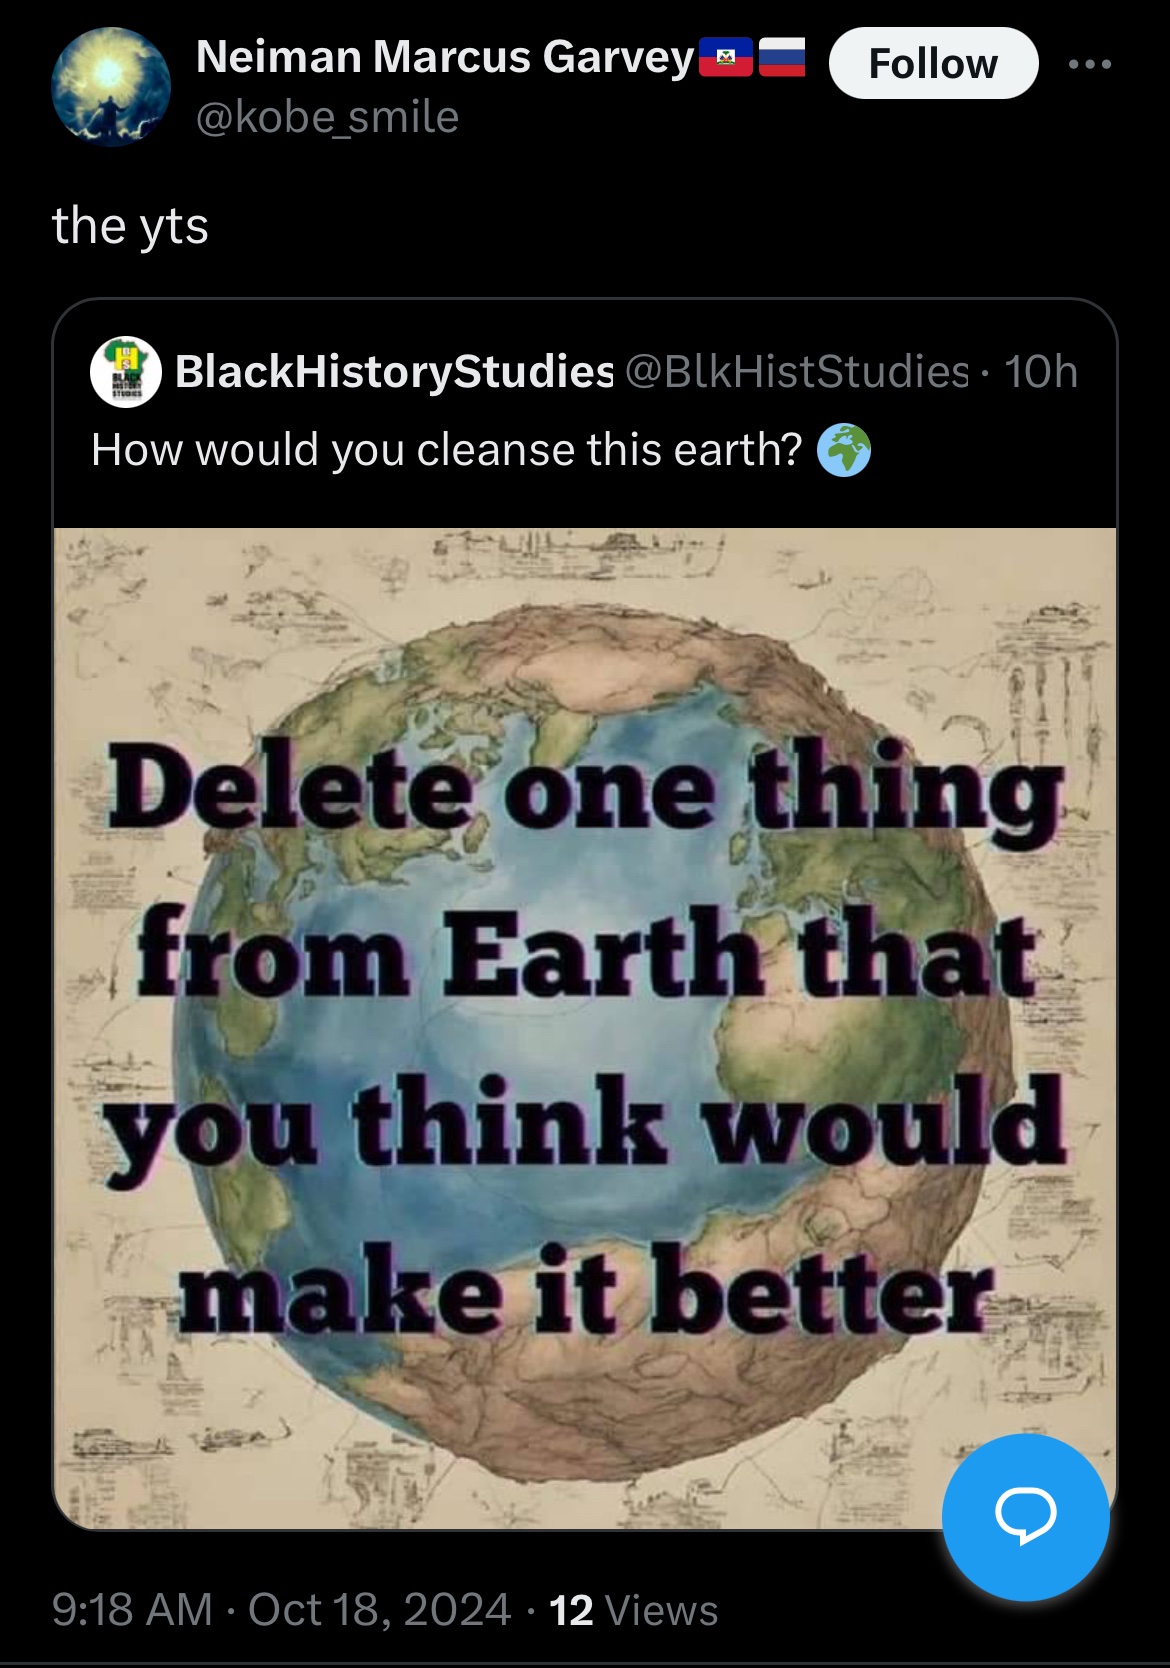 Neiman Marcus Garvey🇭🇹🇷🇺 Follow
@kobe_smile
the yts
BlackHistoryStudies @BlkHistStudies · 10h
How would you cleanse this earth? 🌍
Delete one thing
from Earth that
you think would
make it better
9:18 AM · Oct 18, 2024 · 12 Views